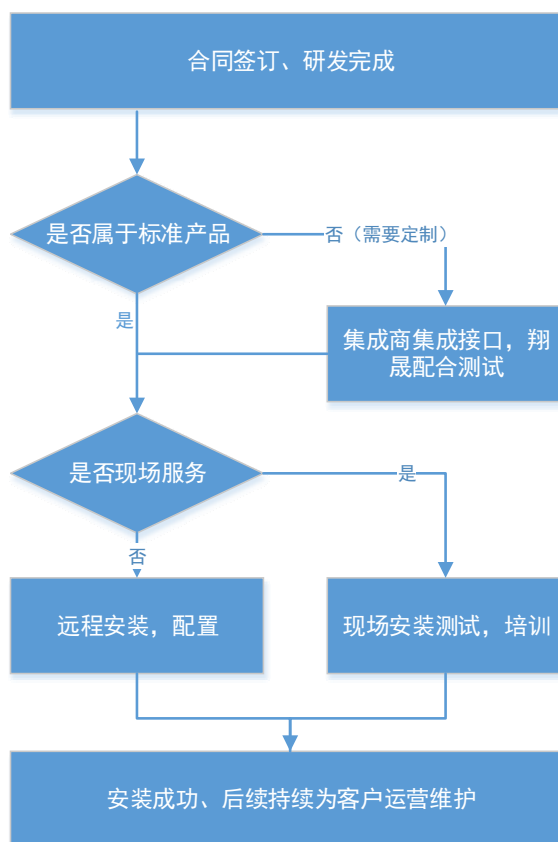 合同签订、研发完成
是否属于标准产品
否（需要定制）
是
集成商集成接口，翔
晟配合测试
是否现场服务
是
否
远程安装，配置
现场安装测试，培训
安装成功、后续持续为客户运营维护